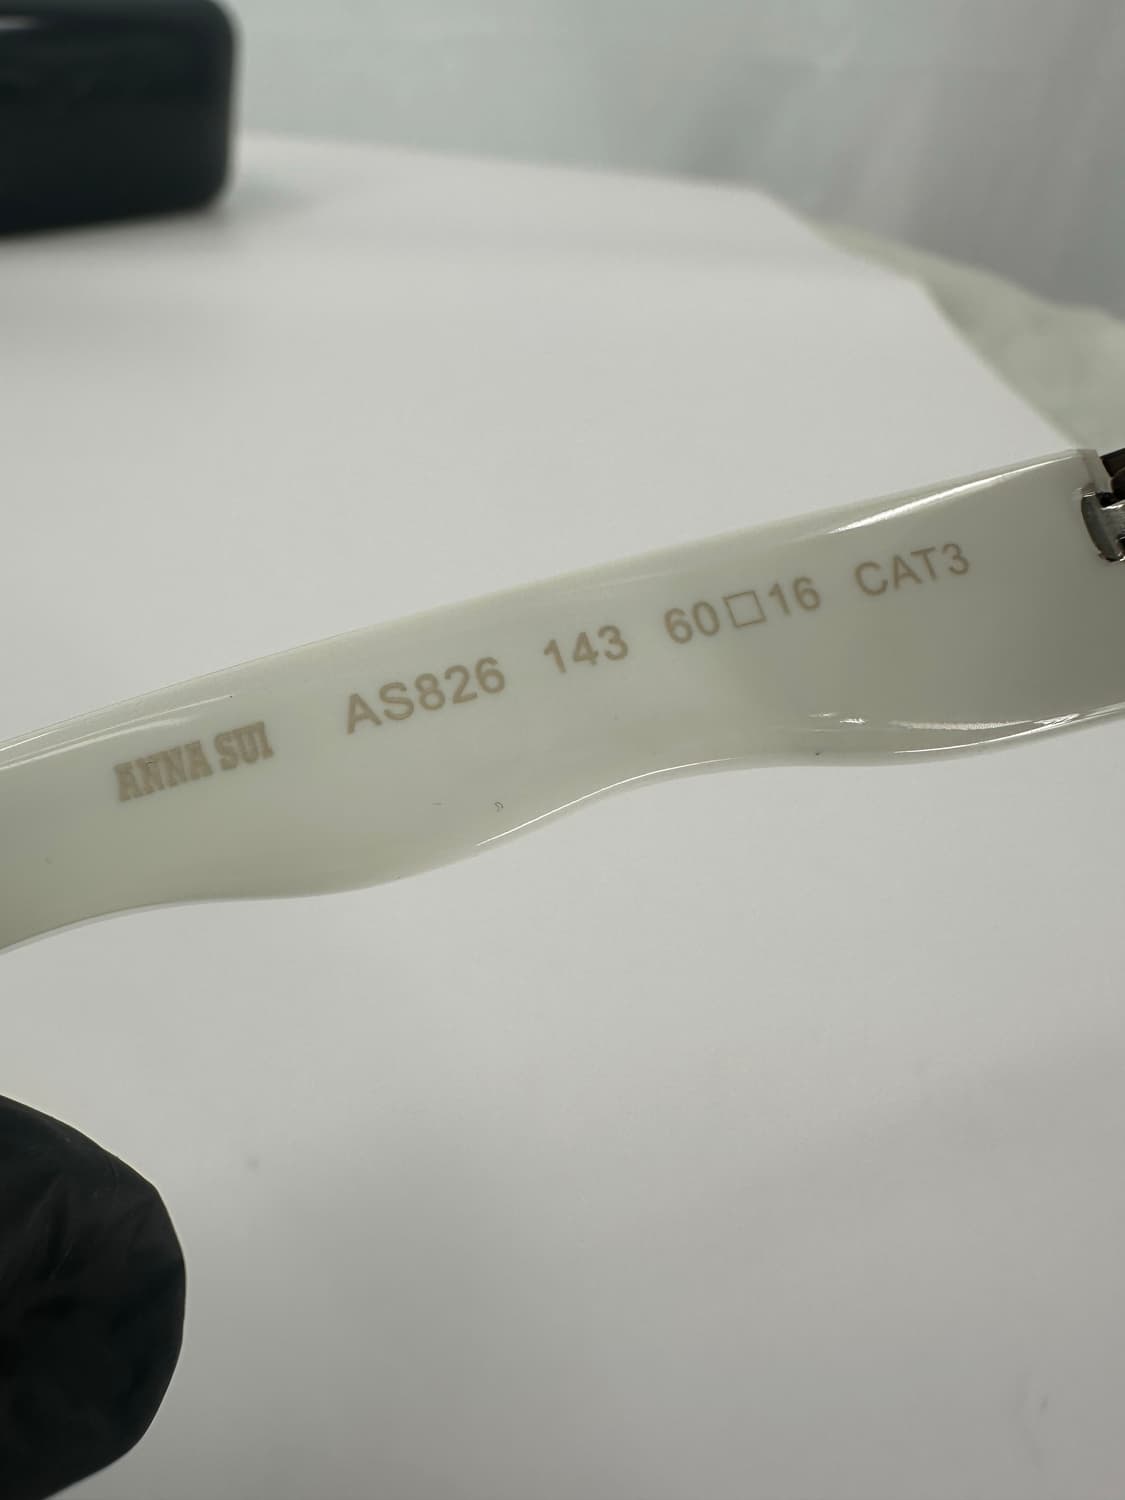 ANNA SUI AS826 143 60□16 CAT3